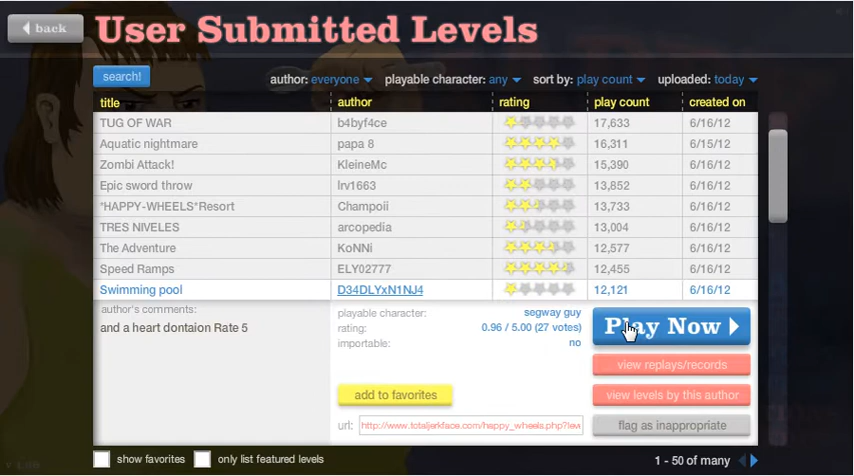 back
User Submitted Levels
search!
author: everyone playable character: any sort by: play count uploaded: today
title author rating play count created on
TUG OF WAR b4byf4ce 17,633 6/16/12
Aquatic nightmare papa 8 16,311 6/15/12
Zombi Attack! KleineMc 15,390 6/16/12
Epic sword throw lrv1663 13,852 6/16/12
*HAPPY-WHEELS*Resort Champoii 13,733 6/16/12
TRES NIVELES arcopedia 13,004 6/16/12
The Adventure KoNNi 12,577 6/16/12
Speed Ramps ELY02777 12,455 6/16/12
Swimming pool D34DLYxN1NJ4 12,121 6/16/12
author's comments:
and a heart dontaion Rate 5
playable character: segway guy
rating: 0.96 / 5.00 (27 votes)
importable: no
Play Now
view replays/records
add to favorites
view levels by this author
url: http://www.totaljerkface.com/happy_wheels.php?lev
flag as inappropriate
show favorites only list featured levels
1 - 50 of many